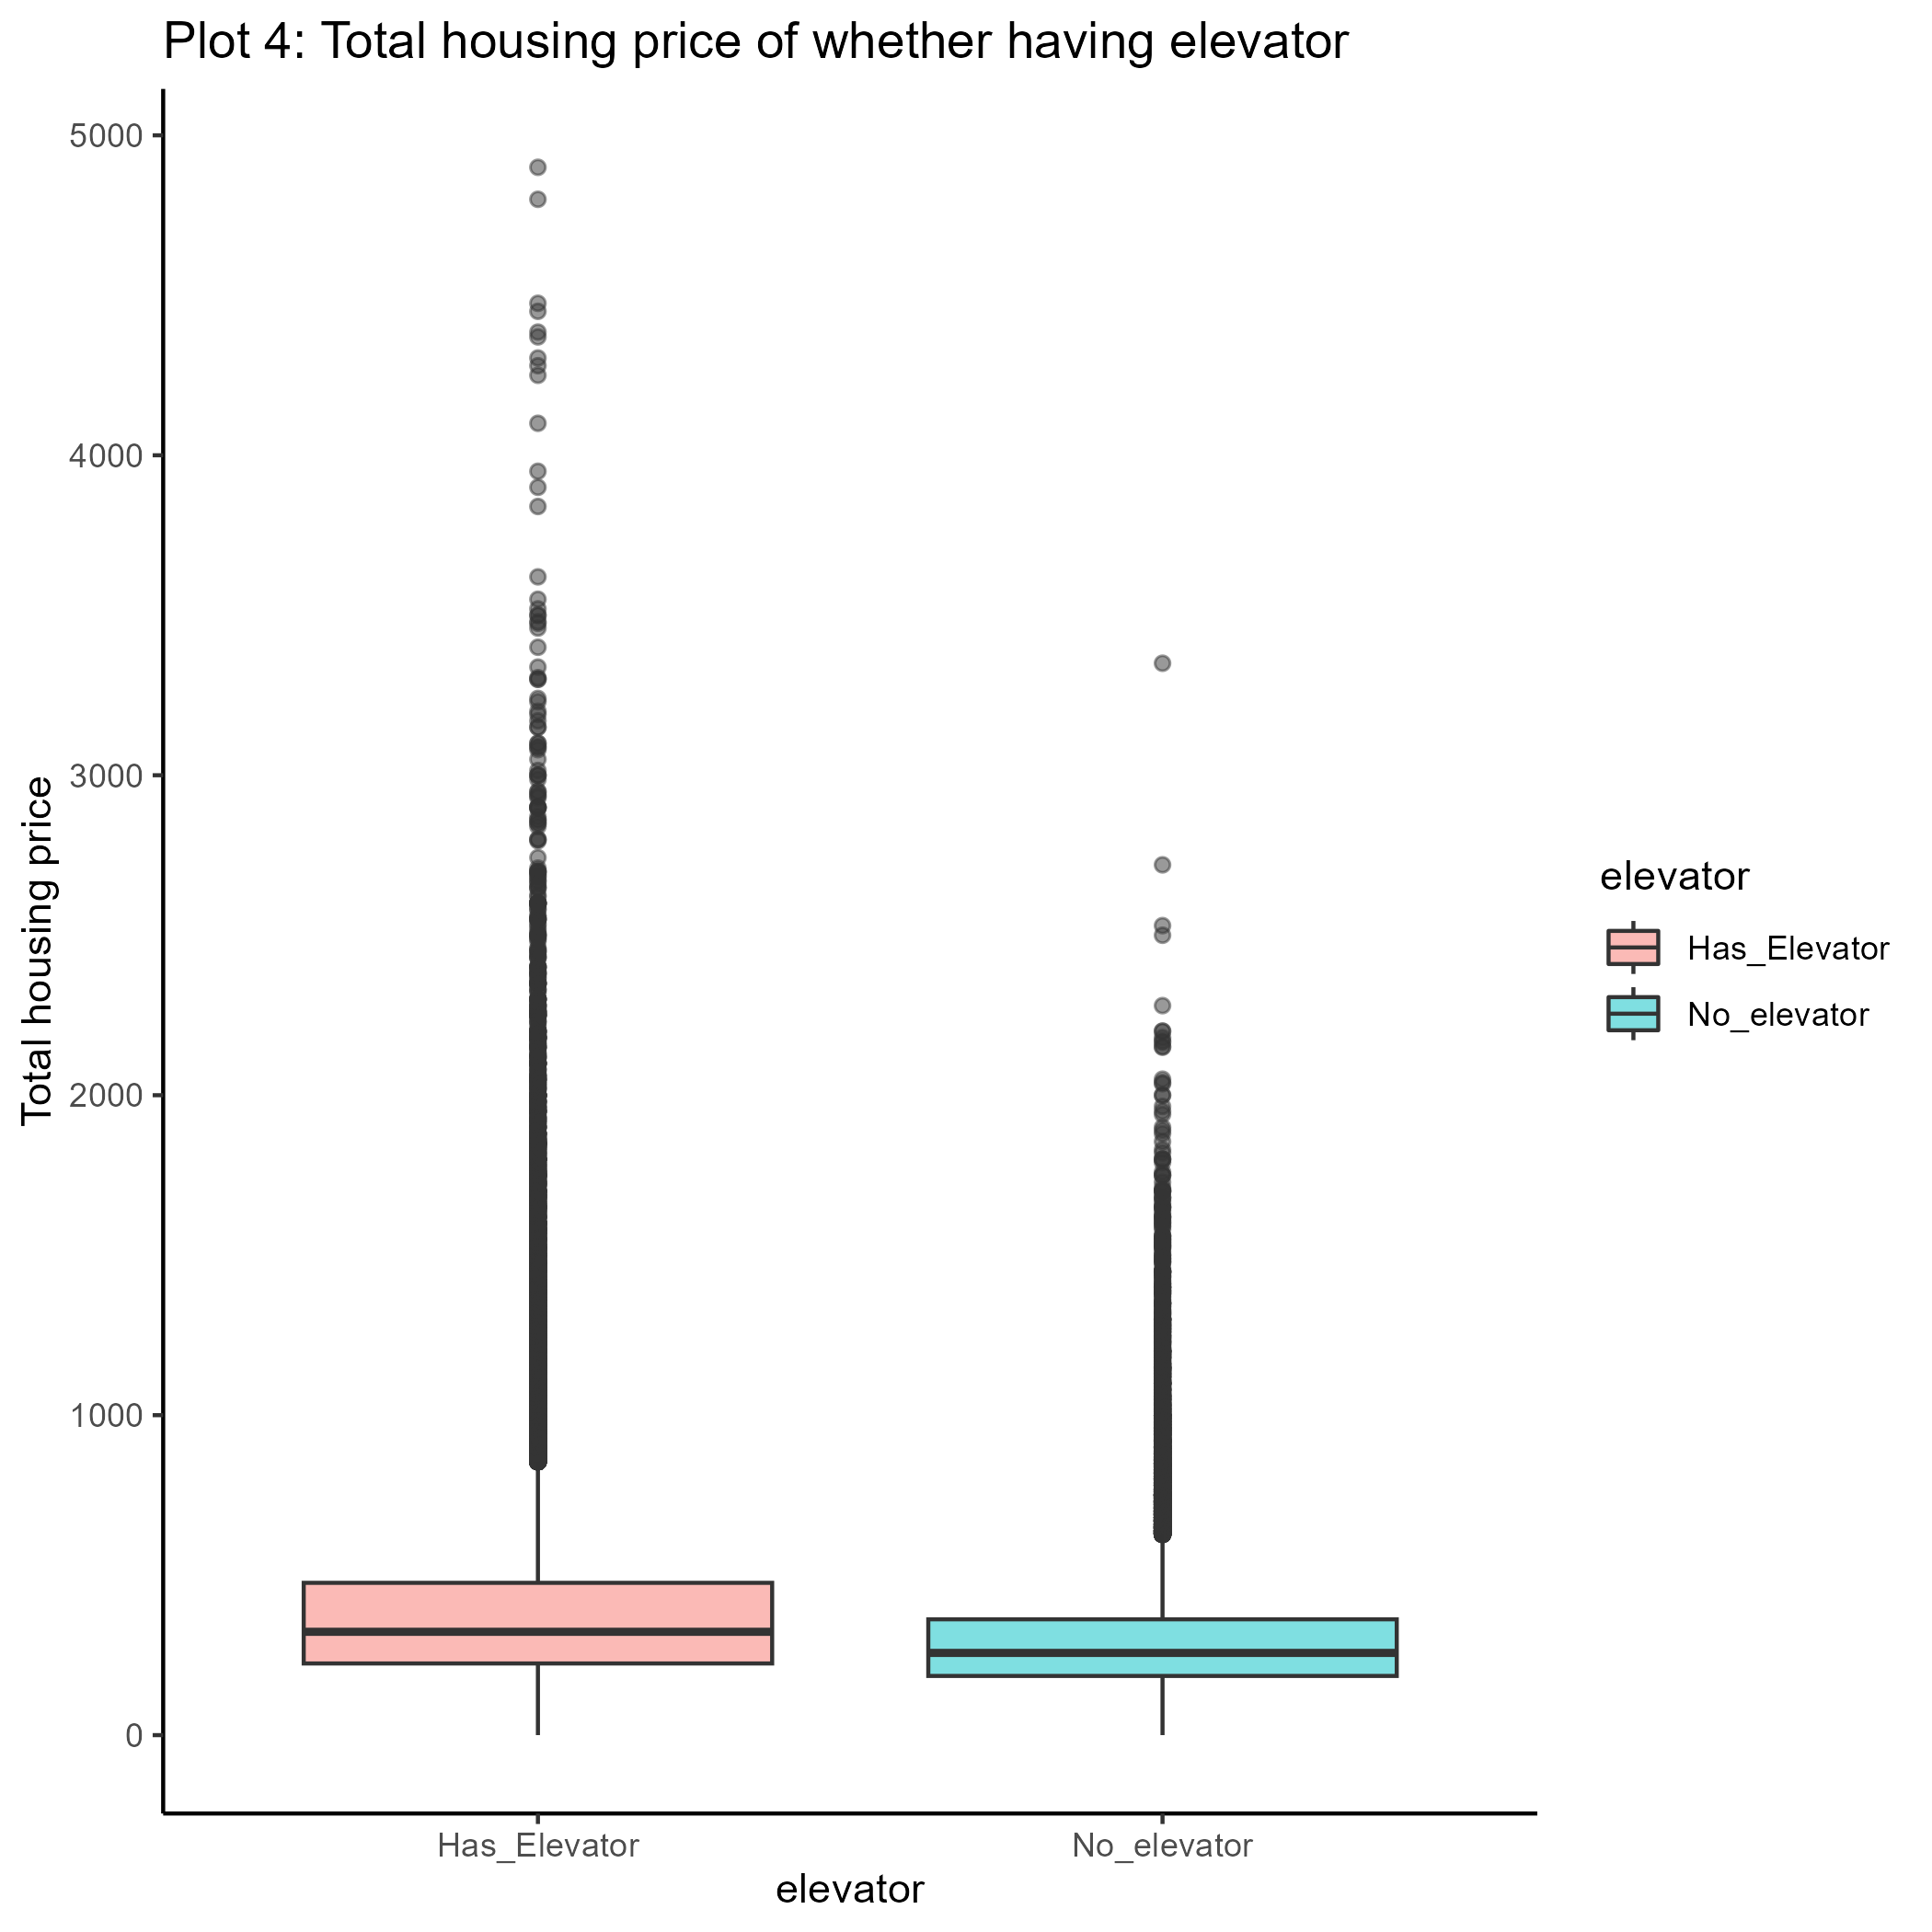 Plot 4: Total housing price of whether having elevator
Total housing price
5000
4000
3000
2000
1000
0
Has_Elevator
No_elevator
elevator
elevator
Has_Elevator
No_elevator